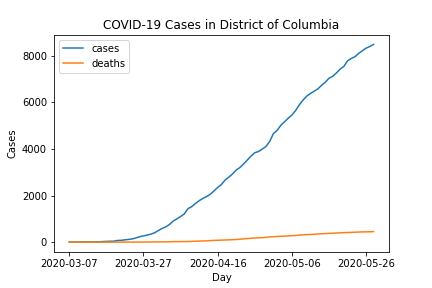 COVID-19 Cases in District of Columbia
cases
deaths
8000
6000
4000
2000
0
Cases
2020-03-07 2020-03-27 2020-04-16 2020-05-06 2020-05-26
Day